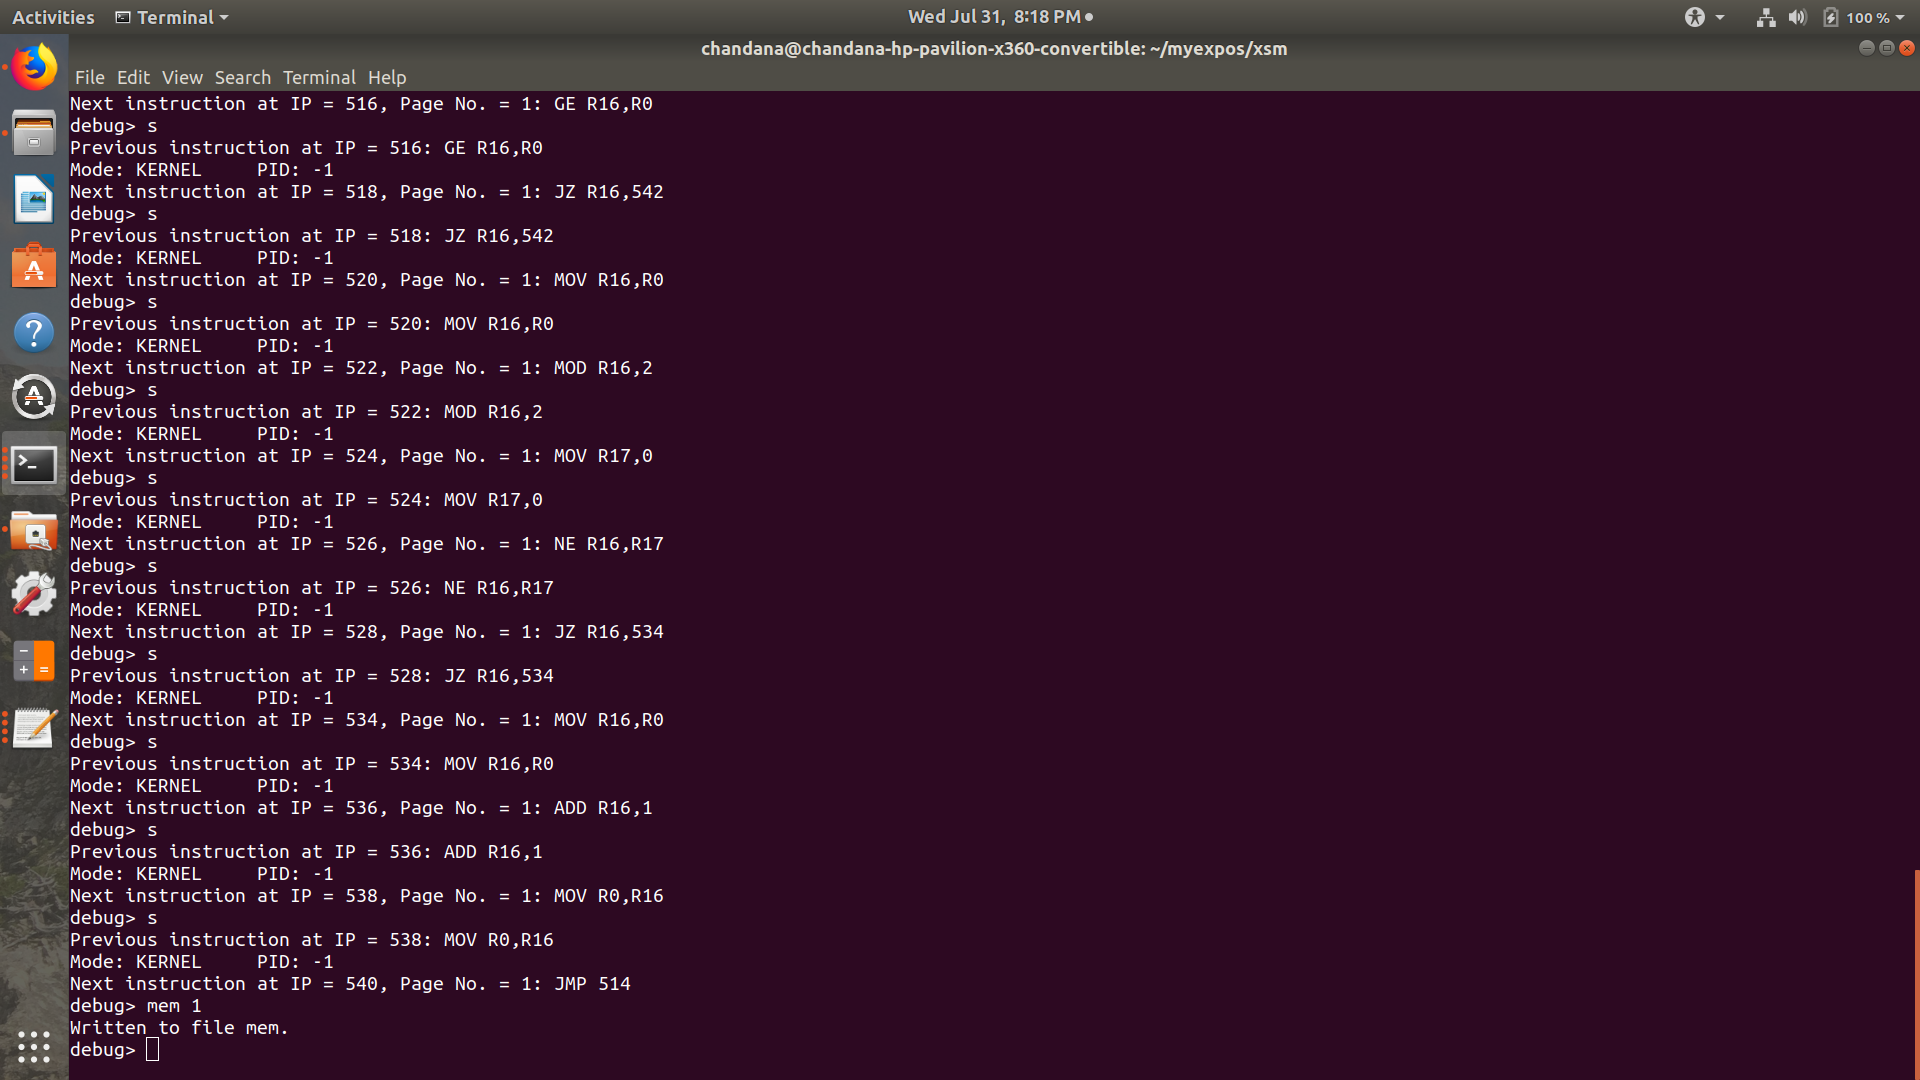 Activities Terminal Wed Jul 31, 8:18 PM 100 %
chandana@chandana-hp-pavilion-x360-convertible: ~/myexpos/xsm
File Edit View Search Terminal Help
Next instruction at IP = 516, Page No. = 1: GE R16,R0
debug> s
Previous instruction at IP = 516: GE R16,R0
Mode: KERNEL     PID: -1
Next instruction at IP = 518, Page No. = 1: JZ R16,542
debug> s
Previous instruction at IP = 518: JZ R16,542
Mode: KERNEL     PID: -1
Next instruction at IP = 520, Page No. = 1: MOV R16,R0
debug> s
Previous instruction at IP = 520: MOV R16,R0
Mode: KERNEL     PID: -1
Next instruction at IP = 522, Page No. = 1: MOD R16,2
debug> s
Previous instruction at IP = 522: MOD R16,2
Mode: KERNEL     PID: -1
Next instruction at IP = 524, Page No. = 1: MOV R17,0
debug> s
Previous instruction at IP = 524: MOV R17,0
Mode: KERNEL     PID: -1
Next instruction at IP = 526, Page No. = 1: NE R16,R17
debug> s
Previous instruction at IP = 526: NE R16,R17
Mode: KERNEL     PID: -1
Next instruction at IP = 528, Page No. = 1: JZ R16,534
debug> s
Previous instruction at IP = 528: JZ R16,534
Mode: KERNEL     PID: -1
Next instruction at IP = 534, Page No. = 1: MOV R16,R0
debug> s
Previous instruction at IP = 534: MOV R16,R0
Mode: KERNEL     PID: -1
Next instruction at IP = 536, Page No. = 1: ADD R16,1
debug> s
Previous instruction at IP = 536: ADD R16,1
Mode: KERNEL     PID: -1
Next instruction at IP = 538, Page No. = 1: MOV R0,R16
debug> s
Previous instruction at IP = 538: MOV R0,R16
Mode: KERNEL     PID: -1
Next instruction at IP = 540, Page No. = 1: JMP 514
debug> mem 1
Written to file mem.
debug>